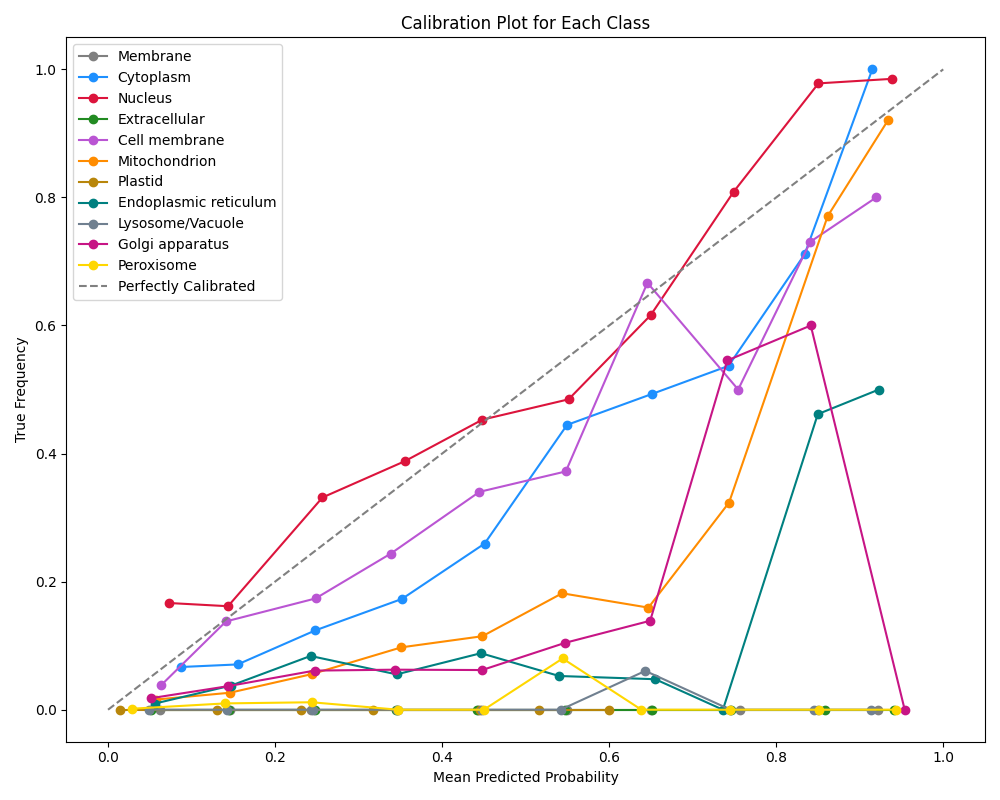 Calibration Plot for Each Class
Membrane
Cytoplasm
Nucleus
Extracellular
Cell membrane
Mitochondrion
Plastid
Endoplasmic reticulum
Lysosome/Vacuole
Golgi apparatus
Peroxisome
Perfectly Calibrated
True Frequency
1.0
0.8
0.6
0.4
0.2
0.0
0.0 0.2 0.4 0.6 0.8 1.0
Mean Predicted Probability